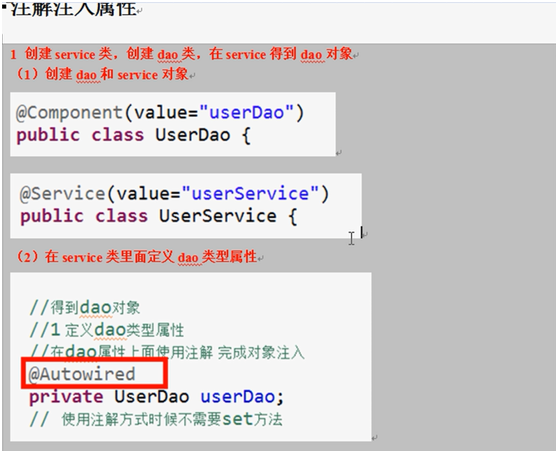 注解注入属性
1 创建 service 类，创建 dao 类，在 service 得到 dao 对象
（1）创建 dao 和 service 对象
@Component(value="userDao")
public class UserDao {
@Service(value="userService")
public class UserService {
（2）在 service 类里面定义 dao 类型属性
//得到dao对象
//1 定义dao类型属性
//在dao属性上面使用注解 完成对象注入
@Autowired
private UserDao userDao;
// 使用注解方式时候不需要set方法